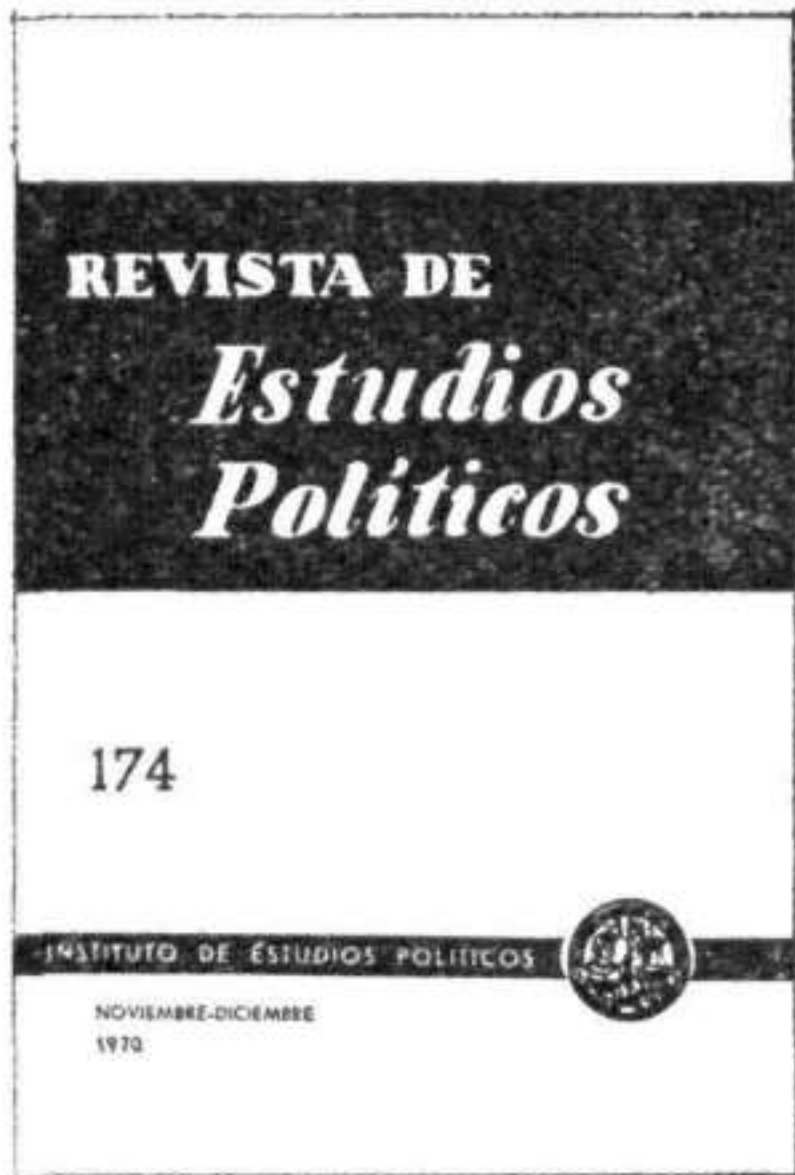 REVISTA DE
Estudios
Políticos
174
INSTITUTO DE ESTUDIOS POLITICOS
NOVIEMBRE-DICIEMBRE
1970